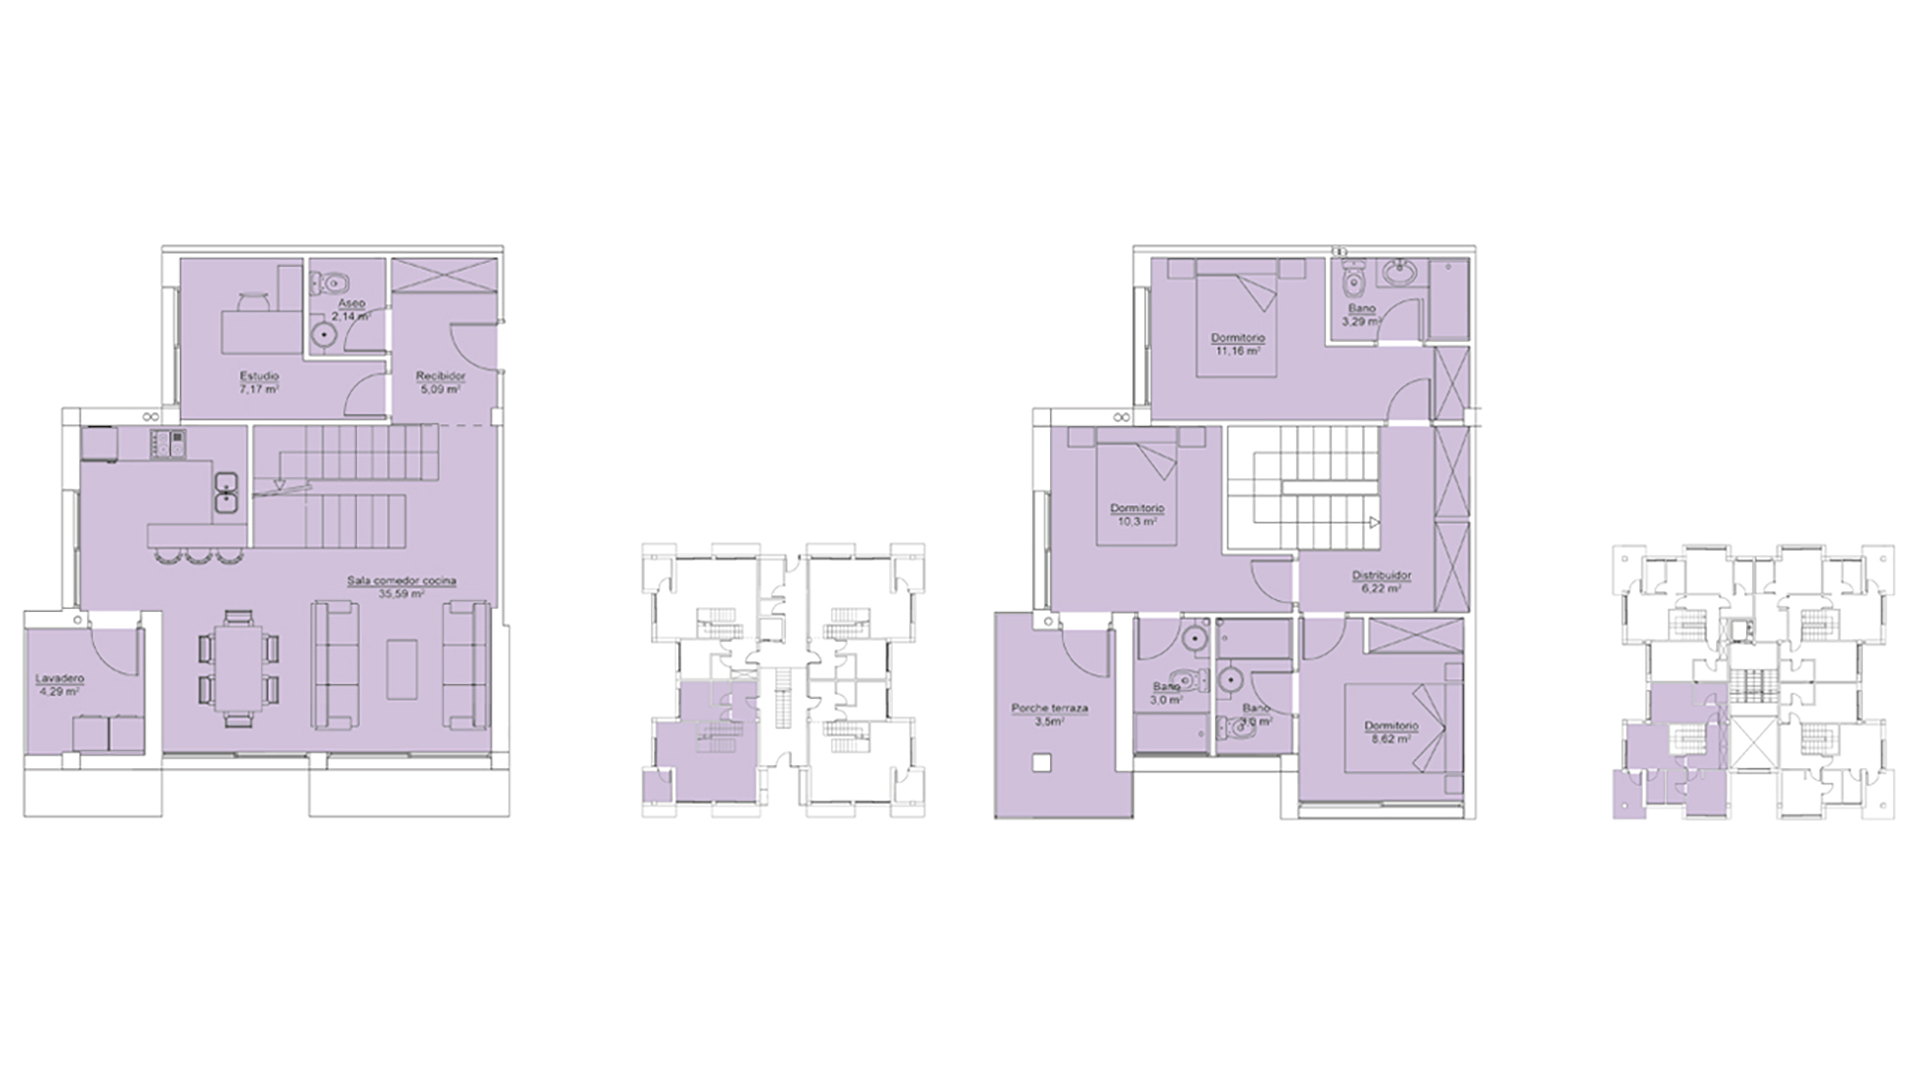 Aseo
2,14 m²
Estudio
7,17 m²
Recibidor
5,09 m²
Sala comedor cocina
35,59 m²
Lavadero
4,29 m²
Dormitorio
11,16 m²
Bano
3,29 m²
Dormitorio
10,3 m²
Distribuidor
6,22 m²
Porche terraza
3,5m²
Bano
3,0 m²
Bano
3,0 m²
Dormitorio
8,62 m²